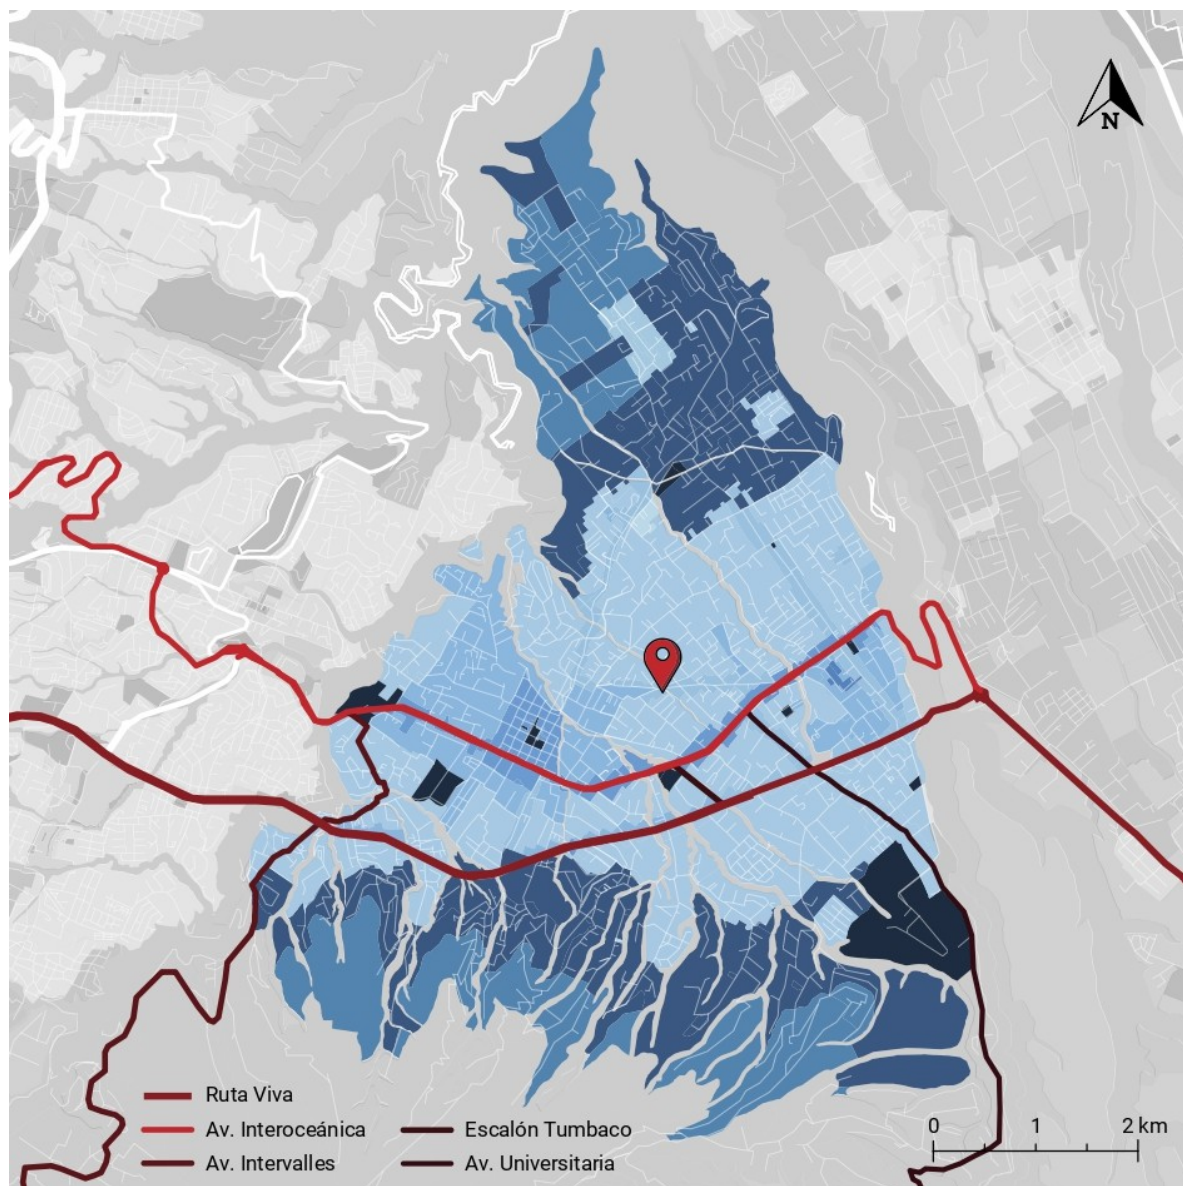 N
Ruta Viva
Av. Interoceánica
Av. Intervalles
Escalón Tumbaco
Av. Universitaria
0 1 2 km